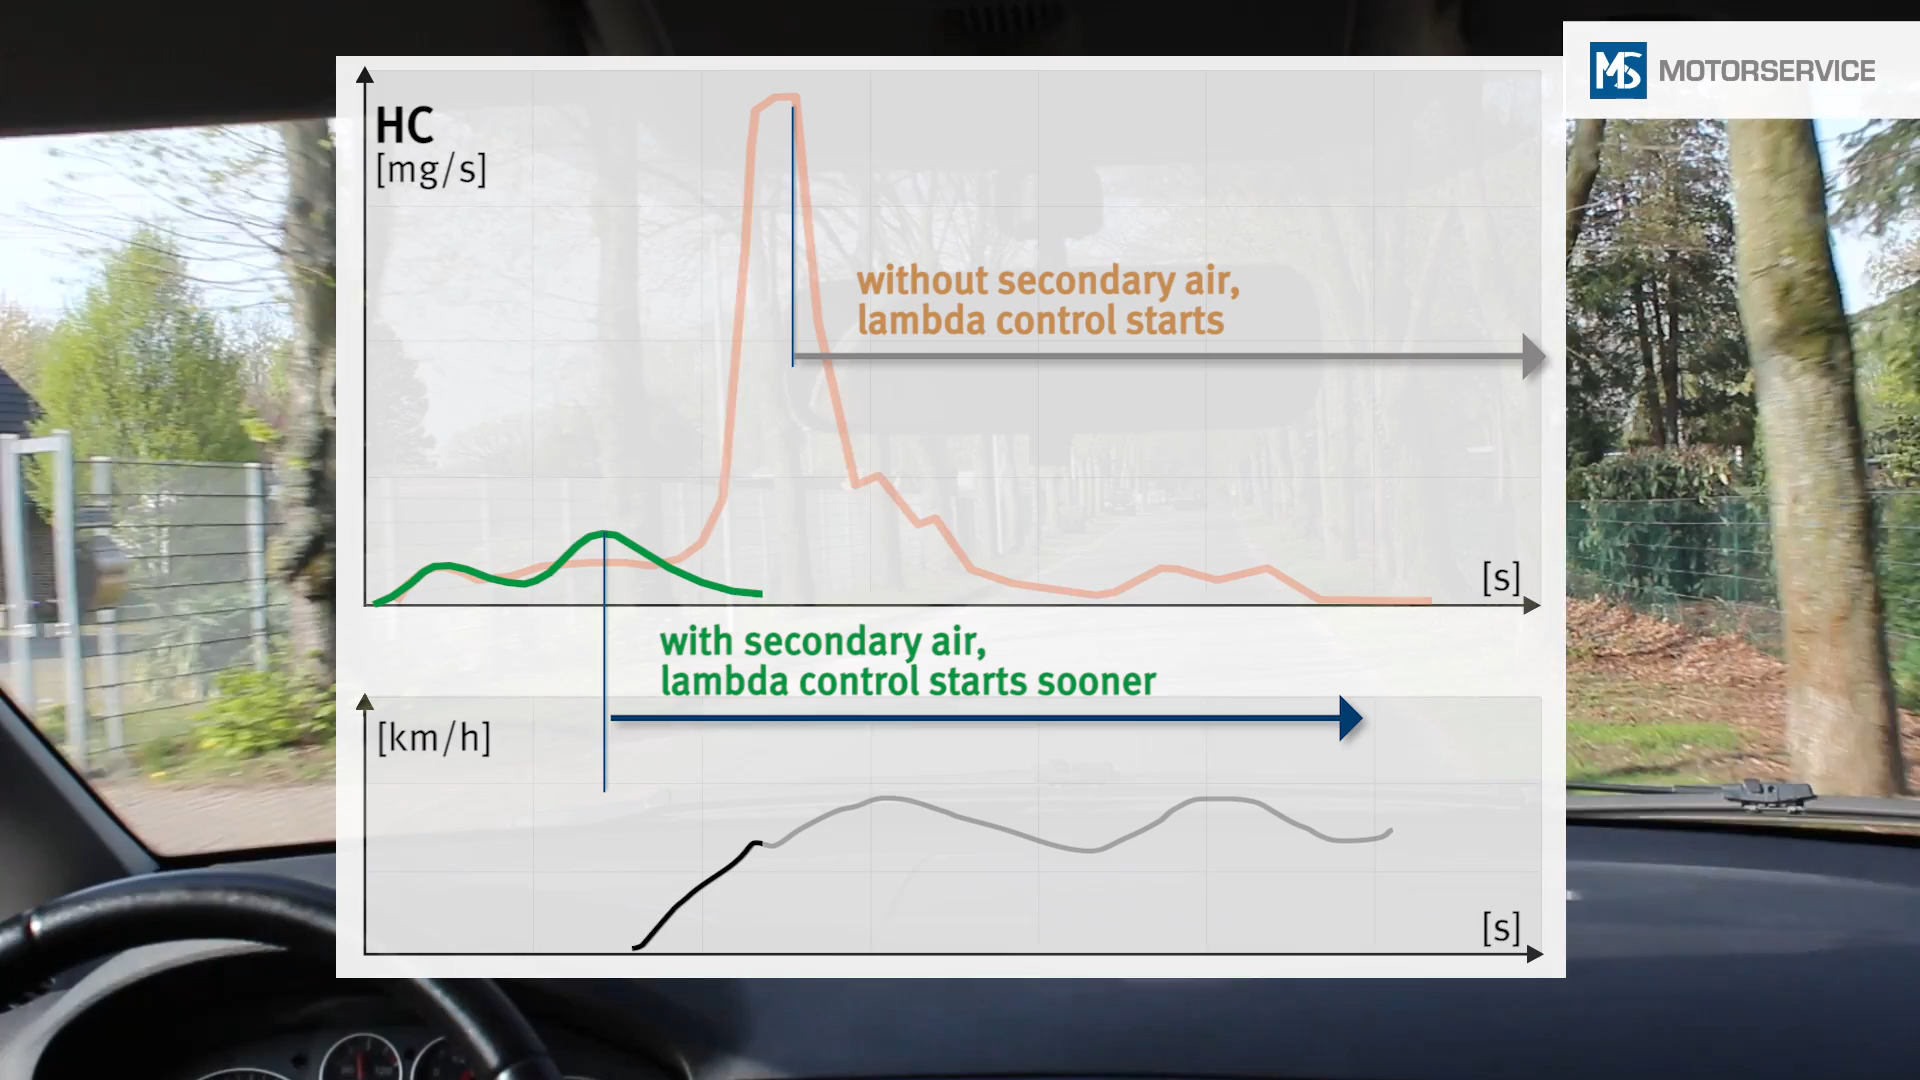 MS MOTORSERVICE
HC
[mg/s]
without secondary air,
lambda control starts
[s]
with secondary air,
lambda control starts sooner
[km/h]
[s]